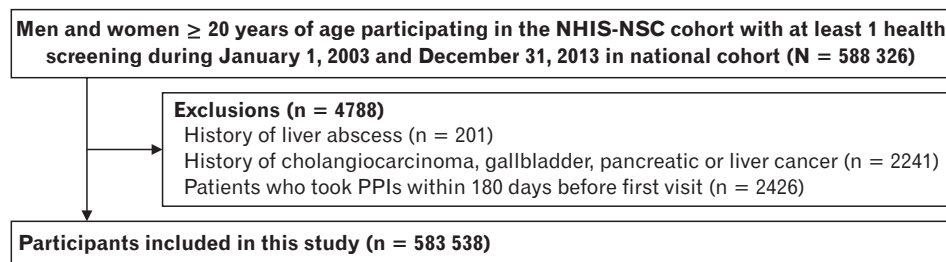 Men and women ≥ 20 years of age participating in the NHIS-NSC cohort with at least 1 health
screening during January 1, 2003 and December 31, 2013 in national cohort (N = 588 326)
Exclusions (n = 4788)
History of liver abscess (n = 201)
History of cholangiocarcinoma, gallbladder, pancreatic or liver cancer (n = 2241)
Patients who took PPIs within 180 days before first visit (n = 2426)
Participants included in this study (n = 583 538)